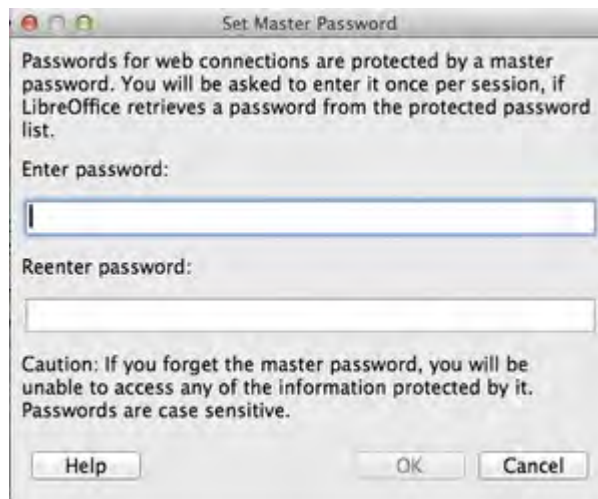 Set Master Password
Passwords for web connections are protected by a master
password. You will be asked to enter it once per session, if
LibreOffice retrieves a password from the protected password
list.
Enter password:
Reenter password:
Caution: If you forget the master password, you will be
unable to access any of the information protected by it.
Passwords are case sensitive.
Help OK Cancel